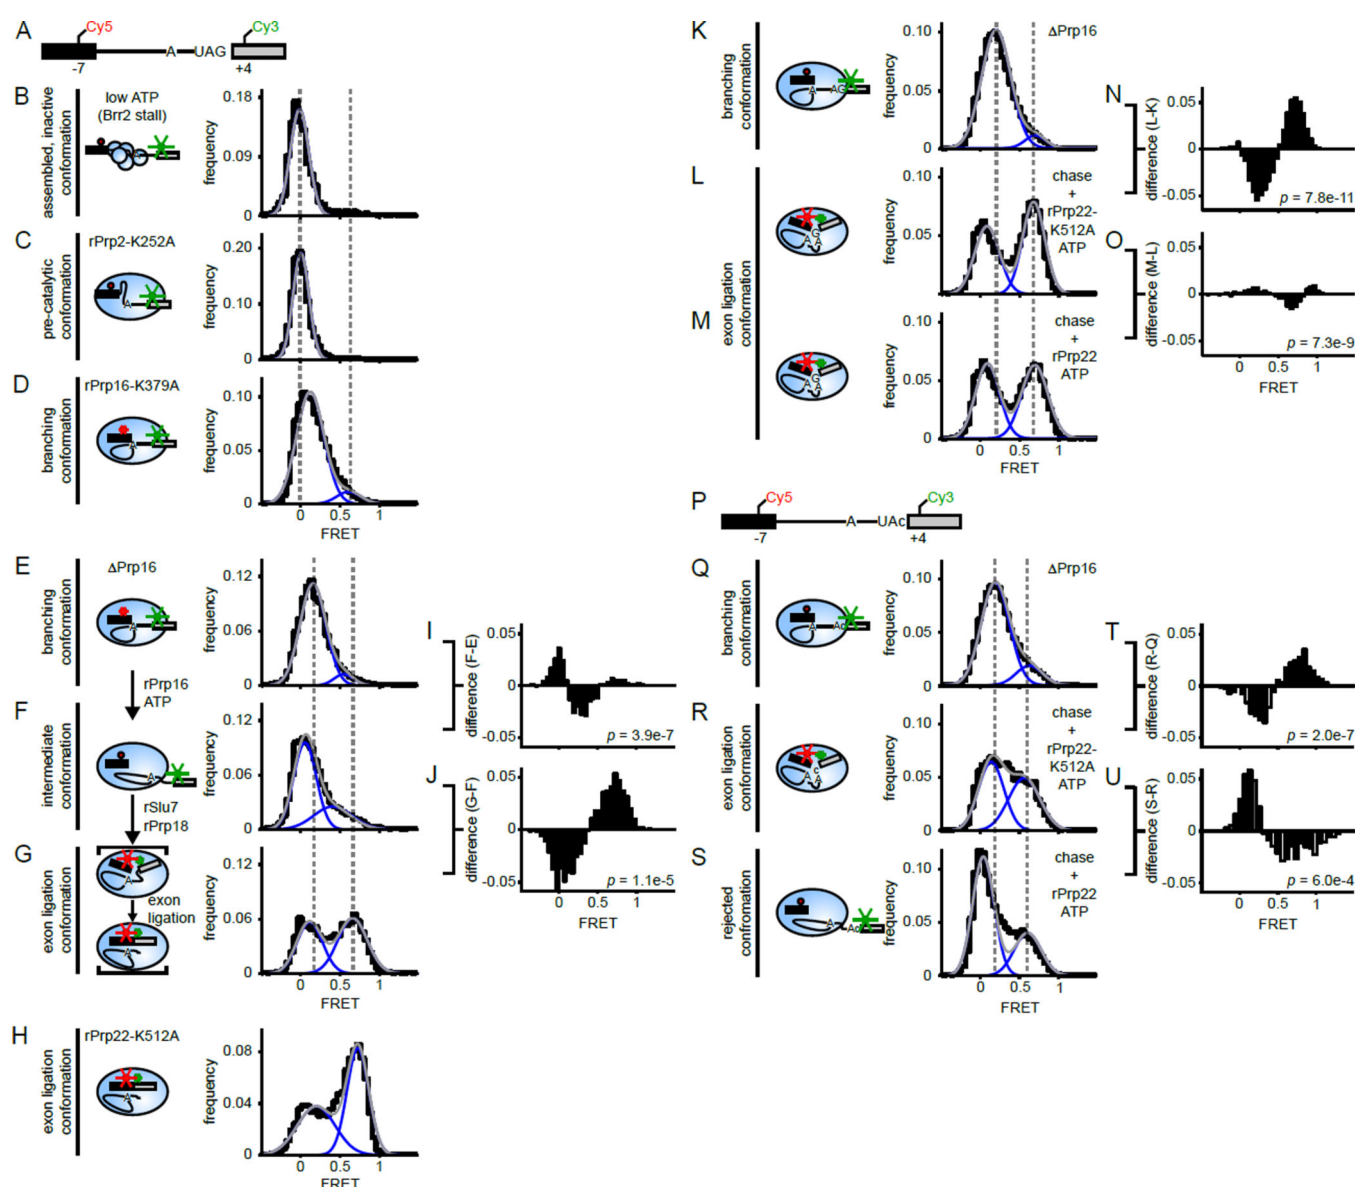 A
Cy5
Cy3
A
UAG
-7
+4
B
assembled, inactive
conformation
low ATP
(Brr2 stall)
A
frequency
0.18
0.09
0
C
pre-catalytic
conformation
rPrp2-K252A
A
frequency
0.20
0.10
0
D
branching
conformation
rPrp16-K379A
A
frequency
0.10
0.05
0
0 0.5 1
FRET
E
branching
conformation
ΔPrp16
A
frequency
0.12
0.06
0
rPrp16
ATP
F
intermediate
conformation
A
frequency
0.12
0.06
0
rSlu7
rPrp18
G
exon ligation
conformation
A
exon
ligation
A
frequency
0.12
0.06
0
0 0.5 1
FRET
H
exon ligation
conformation
rPrp22-K512A
A
frequency
0.08
0.04
0
0 0.5 1
FRET
I
difference (F-E)
0.05
0
-0.05
p = 3.9e-7
J
difference (G-F)
0.05
0
-0.05
p = 1.1e-5
0 0.5 1
FRET
K
branching
conformation
A
AG
frequency
0.10
0.05
0
ΔPrp16
L
exon ligation
conformation
A
G
A
frequency
0.10
0.05
0
chase
+
rPrp22-
K512A
ATP
M
A
G
A
frequency
0.10
0.05
0
chase
+
rPrp22
ATP
0 0.5 1
FRET
N
difference (L-K)
0.05
0
-0.05
p = 7.8e-11
O
difference (M-L)
0.05
0
-0.05
p = 7.3e-9
0 0.5 1
FRET
P
Cy5
Cy3
A
UAc
-7
+4
Q
branching
conformation
A
Ac
frequency
0.10
0.05
0
ΔPrp16
R
exon ligation
conformation
A
c
A
frequency
0.10
0.05
0
chase
+
rPrp22-
K512A
ATP
S
rejected
confromation
A
Ac
frequency
0.10
0.05
0
chase
+
rPrp22
ATP
0 0.5 1
FRET
T
difference (R-Q)
0.05
0
-0.05
p = 2.0e-7
U
difference (S-R)
0.05
0
-0.05
p = 6.0e-4
0 0.5 1
FRET